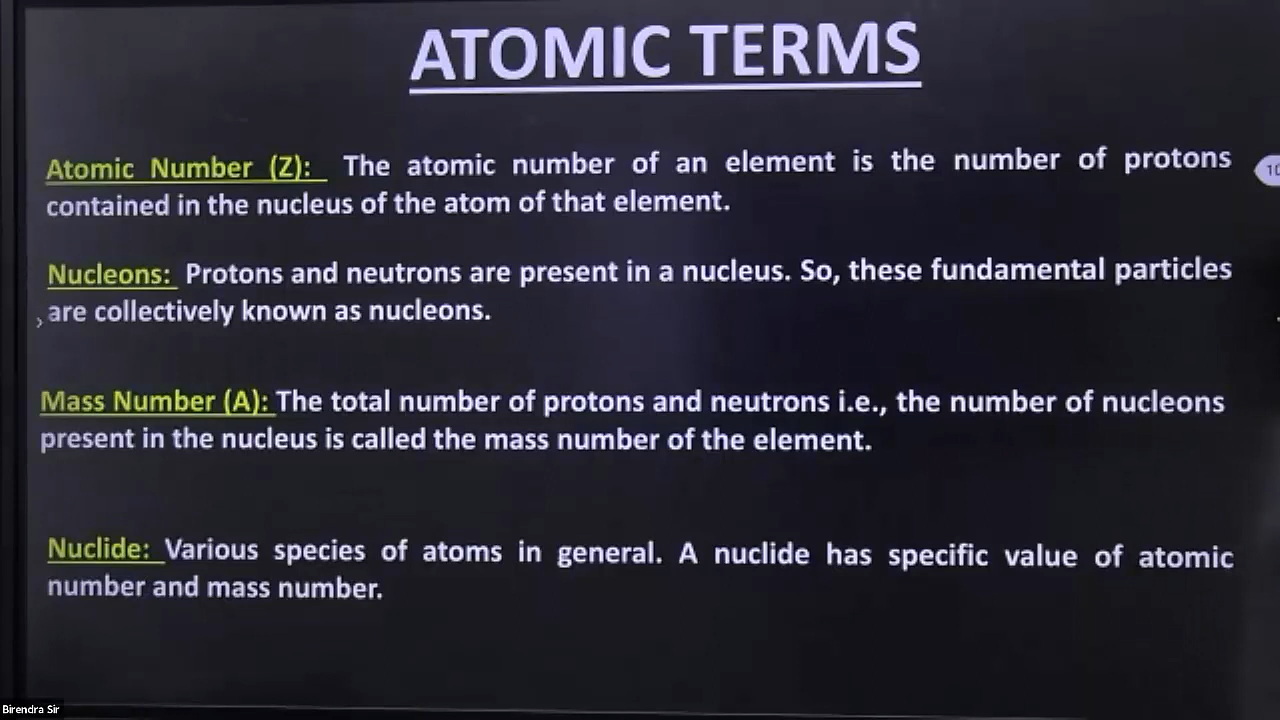 ATOMIC TERMS
Atomic Number (Z): The atomic number of an element is the number of protons
contained in the nucleus of the atom of that element.
10
Nucleons: Protons and neutrons are present in a nucleus. So, these fundamental particles
are collectively known as nucleons.
Mass Number (A): The total number of protons and neutrons i.e., the number of nucleons
present in the nucleus is called the mass number of the element.
Nuclide: Various species of atoms in general. A nuclide has specific value of atomic
number and mass number.
Birendra Sir